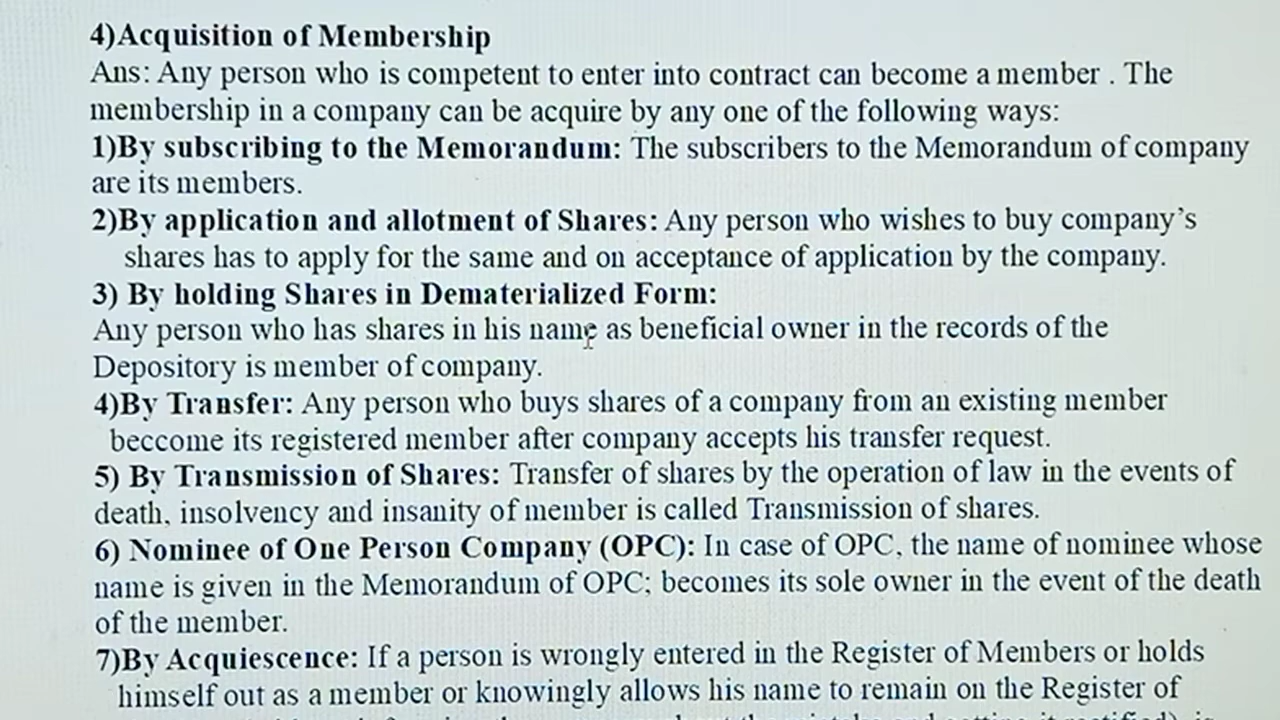 4)Acquisition of Membership
Ans: Any person who is competent to enter into contract can become a member . The
membership in a company can be acquire by any one of the following ways:
1)By subscribing to the Memorandum: The subscribers to the Memorandum of company
are its members.
2)By application and allotment of Shares: Any person who wishes to buy company’s
shares has to apply for the same and on acceptance of application by the company.
3) By holding Shares in Dematerialized Form:
Any person who has shares in his name as beneficial owner in the records of the
Depository is member of company.
4)By Transfer: Any person who buys shares of a company from an existing member
beccome its registered member after company accepts his transfer request.
5) By Transmission of Shares: Transfer of shares by the operation of law in the events of
death, insolvency and insanity of member is called Transmission of shares.
6) Nominee of One Person Company (OPC): In case of OPC, the name of nominee whose
name is given in the Memorandum of OPC; becomes its sole owner in the event of the death
of the member.
7)By Acquiescence: If a person is wrongly entered in the Register of Members or holds
himself out as a member or knowingly allows his name to remain on the Register of